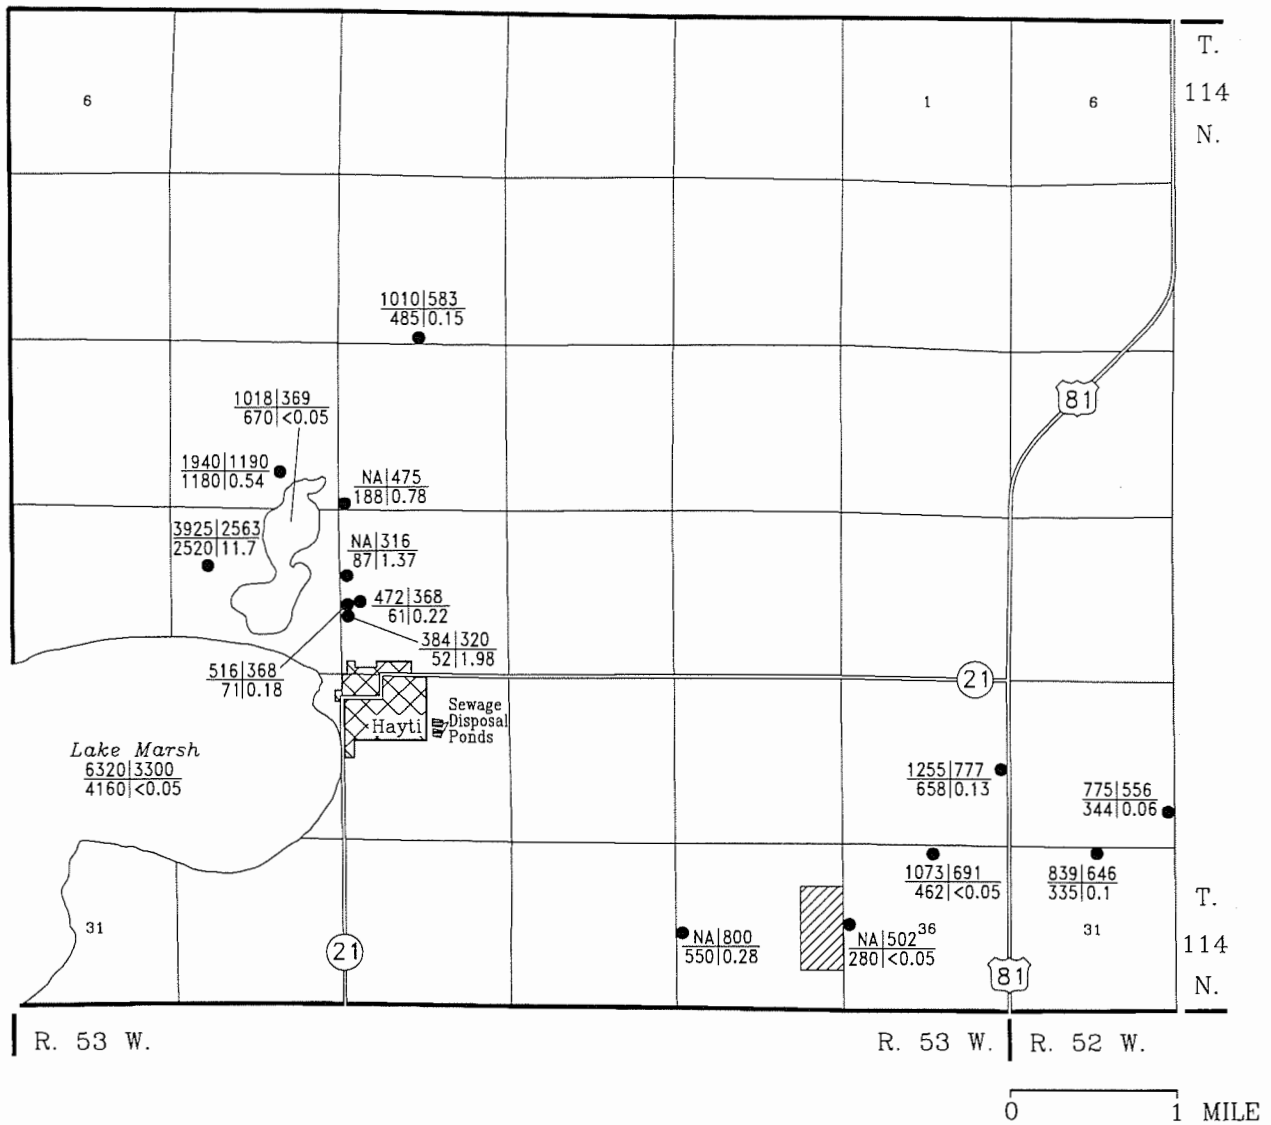 T.
114
N.
6
1
6
1010|583
485|0.15
81
1018|369
670|<0.05
1940|1190
1180|0.54
NA|475
188|0.78
3925|2563
2520|11.7
NA|316
87|1.37
472|368
61|0.22
384|320
52|1.98
516|368
71|0.18
21
Hayti
Sewage
Disposal
Ponds
Lake Marsh
6320|3300
4160|<0.05
1255|777
658|0.13
775|556
344|0.06
1073|691
462|<0.05
839|646
335|0.1
31
NA|800
550|0.28
NA|502
280|<0.05
36
31
T.
114
N.
21
81
R. 53 W.
R. 53 W.
R. 52 W.
0
1 MILE